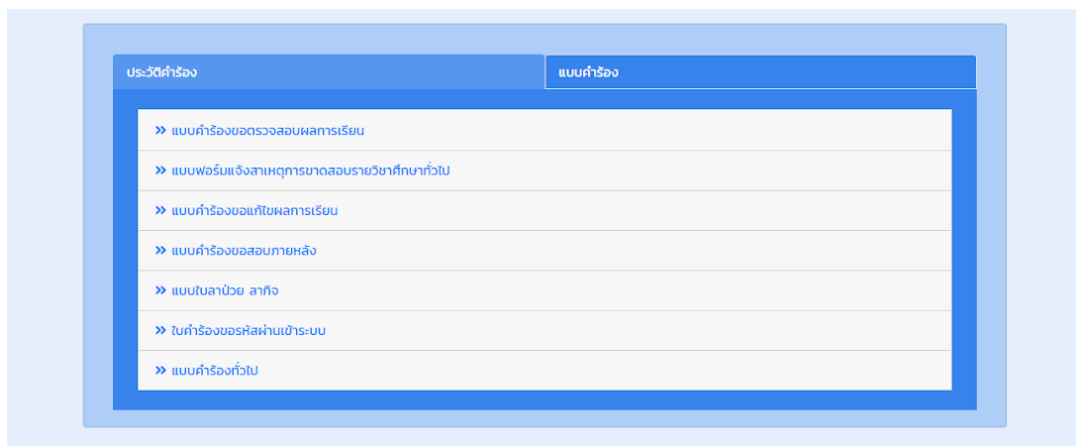 ประวัติคำร้อง
แบบคำร้อง
» แบบคำร้องขอตรวจสอบผลการเรียน
» แบบฟอร์มแจ้งสาเหตุการขาดสอบรายวิชาศึกษาทั่วไป
» แบบคำร้องขอแก้ไขผลการเรียน
» แบบคำร้องขอสอบภายหลัง
» แบบใบลาป่วย ลากิจ
» ใบคำร้องขอรหัสผ่านเข้าระบบ
» แบบคำร้องทั่วไป